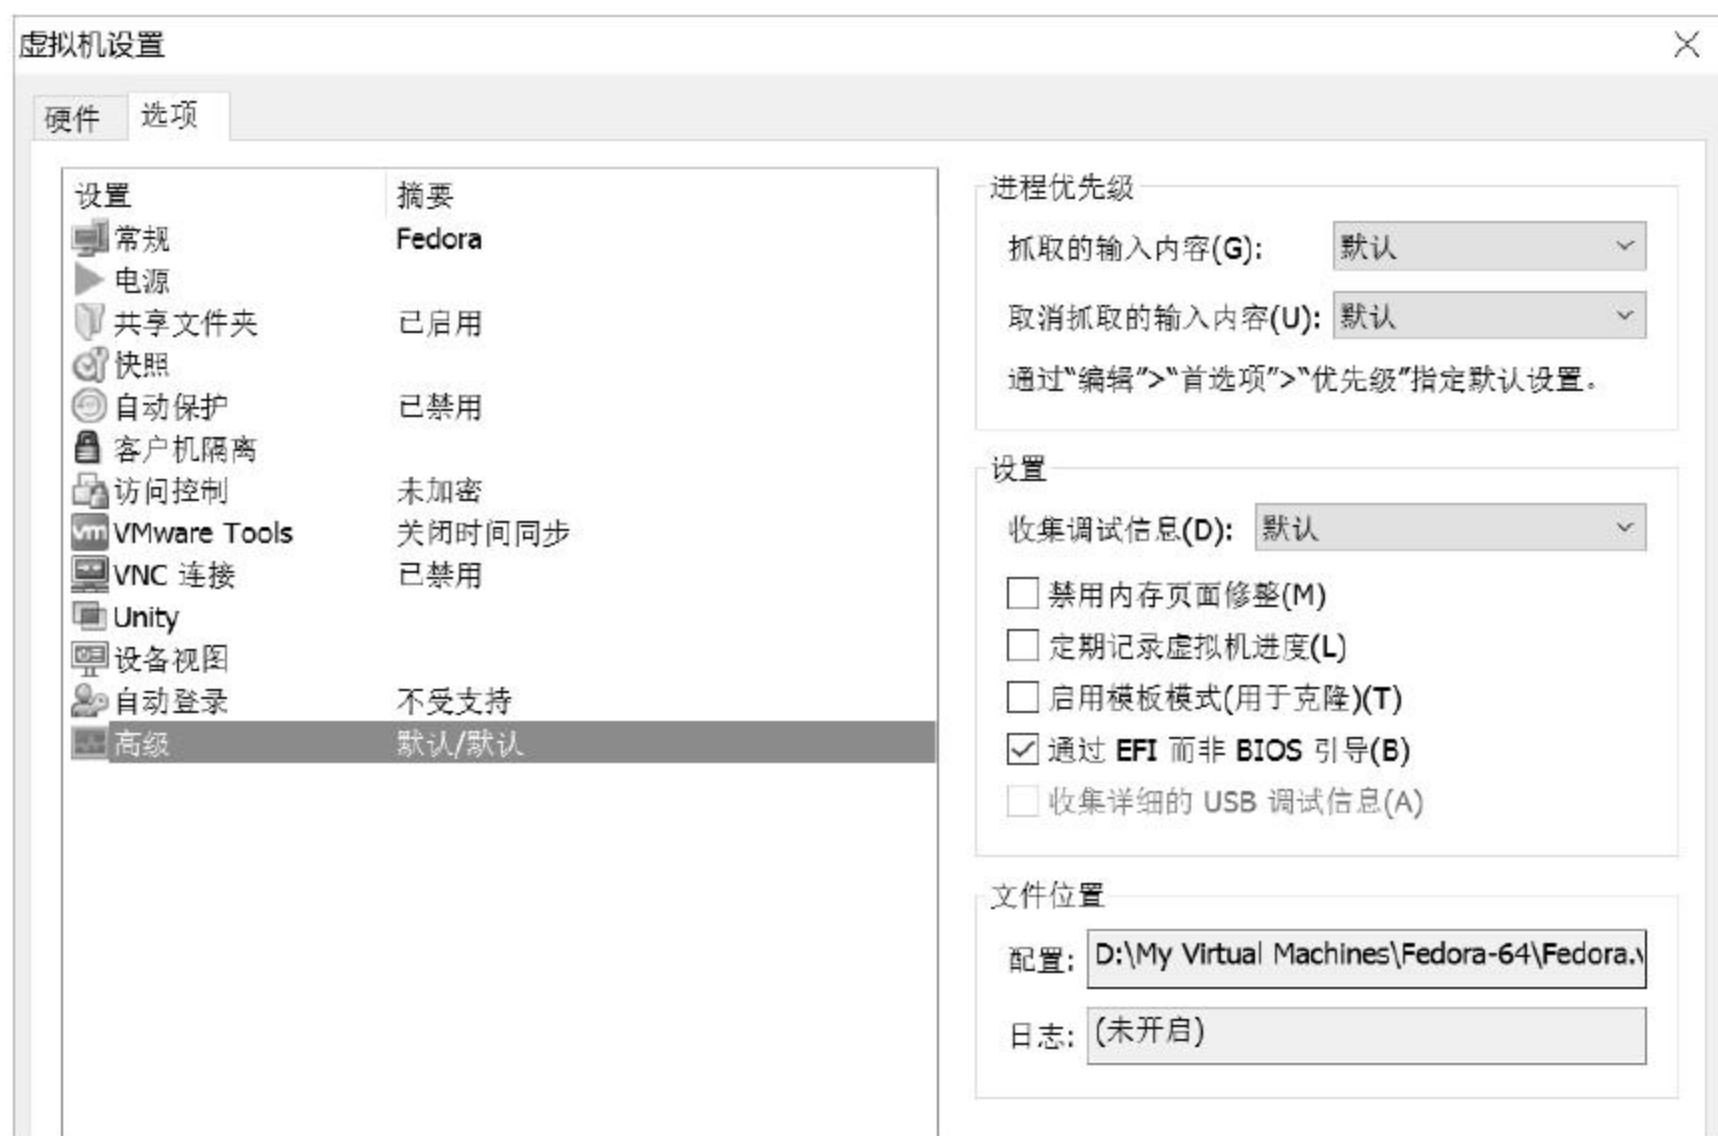 虚拟机设置
硬件 选项
设置 摘要
常规 Fedora
电源
共享文件夹 已启用
快照
自动保护 已禁用
客户机隔离
访问控制 未加密
VMware Tools 关闭时间同步
VNC 连接 已禁用
Unity
设备视图
自动登录 不受支持
高级 默认/默认
进程优先级
抓取的输入内容(G): 默认
取消抓取的输入内容(U): 默认
通过“编辑”>“首选项”>“优先级”指定默认设置。
设置
收集调试信息(D): 默认
禁用内存页面修整(M)
定期记录虚拟机进度(L)
启用模板模式(用于克隆)(T)
通过 EFI 而非 BIOS 引导(B)
收集详细的 USB 调试信息(A)
文件位置
配置: D:\My Virtual Machines\Fedora-64\Fedora.v
日志: (未开启)